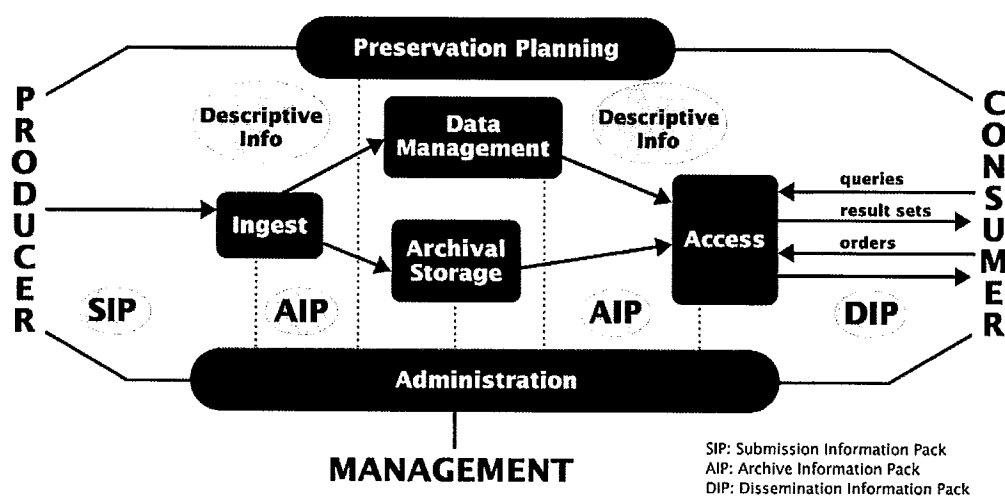 Preservation Planning
PRODUCER
CONSUMER
Descriptive
Info
Data
Management
Descriptive
Info
Ingest
Archival
Storage
Access
queries
result sets
orders
SIP
AIP
AIP
DIP
Administration
MANAGEMENT
SIP: Submission Information Pack
AIP: Archive Information Pack
DIP: Dissemination Information Pack